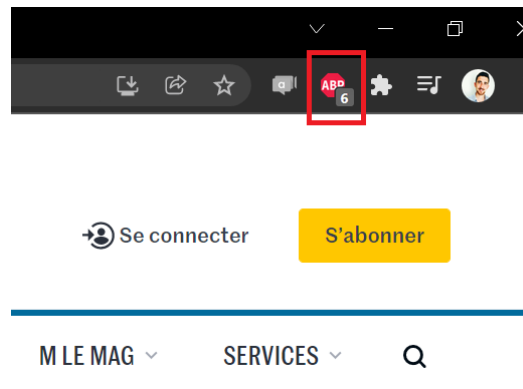 ABP
6
Se connecter
S'abonner
M LE MAG
SERVICES